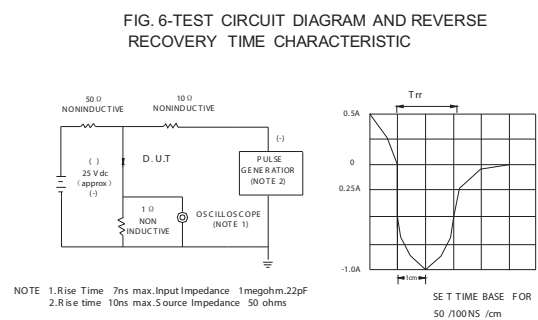 FIG. 6-TEST CIRCUIT DIAGRAM AND REVERSE
RECOVERY TIME CHARACTERISTIC
50 Ω
NONINDUCTIVE
10 Ω
NONINDUCTIVE
( )
25 Vdc
(approx)
(-)
D.U.T
1 Ω
NON
INDUCTIVE
OSCILLOSCOPE
(NOTE 1)
(-)
PULSE
GENERATIOR
(NOTE 2)
Trr
0.5A
0
0.25A
-1.0A
1cm
SET TIME BASE FOR
50 /100 NS /cm
NOTE 1.Rise Time 7ns max.Input Impedance 1megohm.22pF
2.Rise time 10ns max.Source Impedance 50 ohms